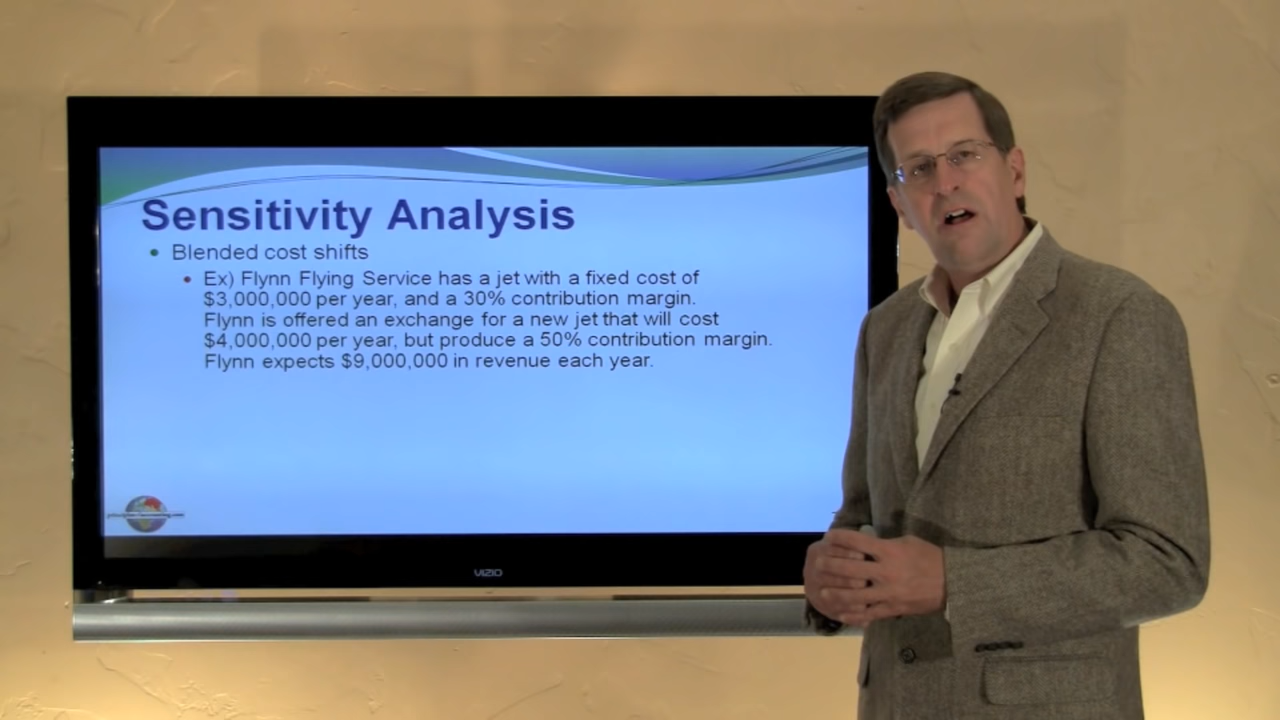 Sensitivity Analysis
• Blended cost shifts
• Ex) Flynn Flying Service has a jet with a fixed cost of
$3,000,000 per year, and a 30% contribution margin.
Flynn is offered an exchange for a new jet that will cost
$4,000,000 per year, but produce a 50% contribution margin.
Flynn expects $9,000,000 in revenue each year.
VIZIO